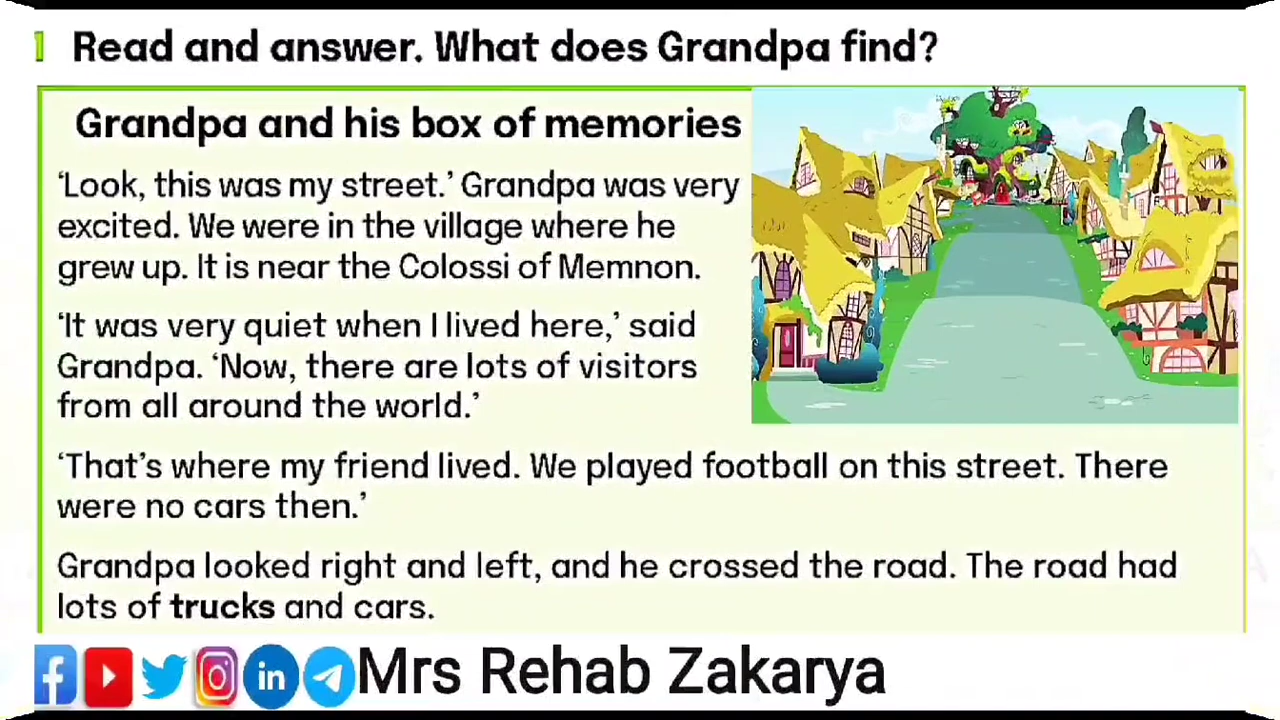 1 Read and answer. What does Grandpa find?
Grandpa and his box of memories
‘Look, this was my street.’ Grandpa was very
excited. We were in the village where he
grew up. It is near the Colossi of Memnon.
‘It was very quiet when I lived here,’ said
Grandpa. ‘Now, there are lots of visitors
from all around the world.’
‘That’s where my friend lived. We played football on this street. There
were no cars then.’
Grandpa looked right and left, and he crossed the road. The road had
lots of trucks and cars.
Mrs Rehab Zakarya